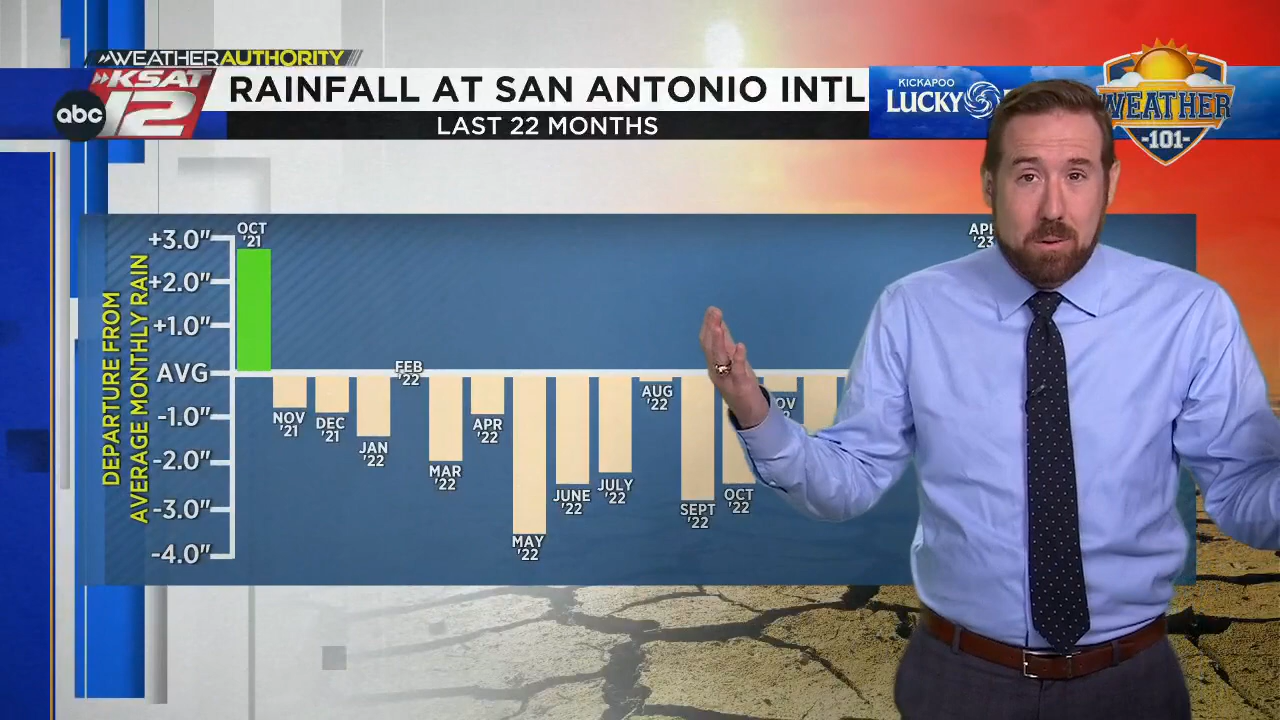 WEATHERAUTHORITY
KSAT
abc
12
RAINFALL AT SAN ANTONIO INTL
LAST 22 MONTHS
KICKAPOO
LUCKY
WEATHER
-101-
DEPARTURE FROM
AVERAGE MONTHLY RAIN
+3.0"
+2.0"
+1.0"
AVG
-1.0"
-2.0"
-3.0"
-4.0"
OCT
'21
NOV
'21
DEC
'21
JAN
'22
FEB
'22
MAR
'22
APR
'22
MAY
'22
JUNE
'22
JULY
'22
AUG
'22
SEPT
'22
OCT
'22
OV
'23